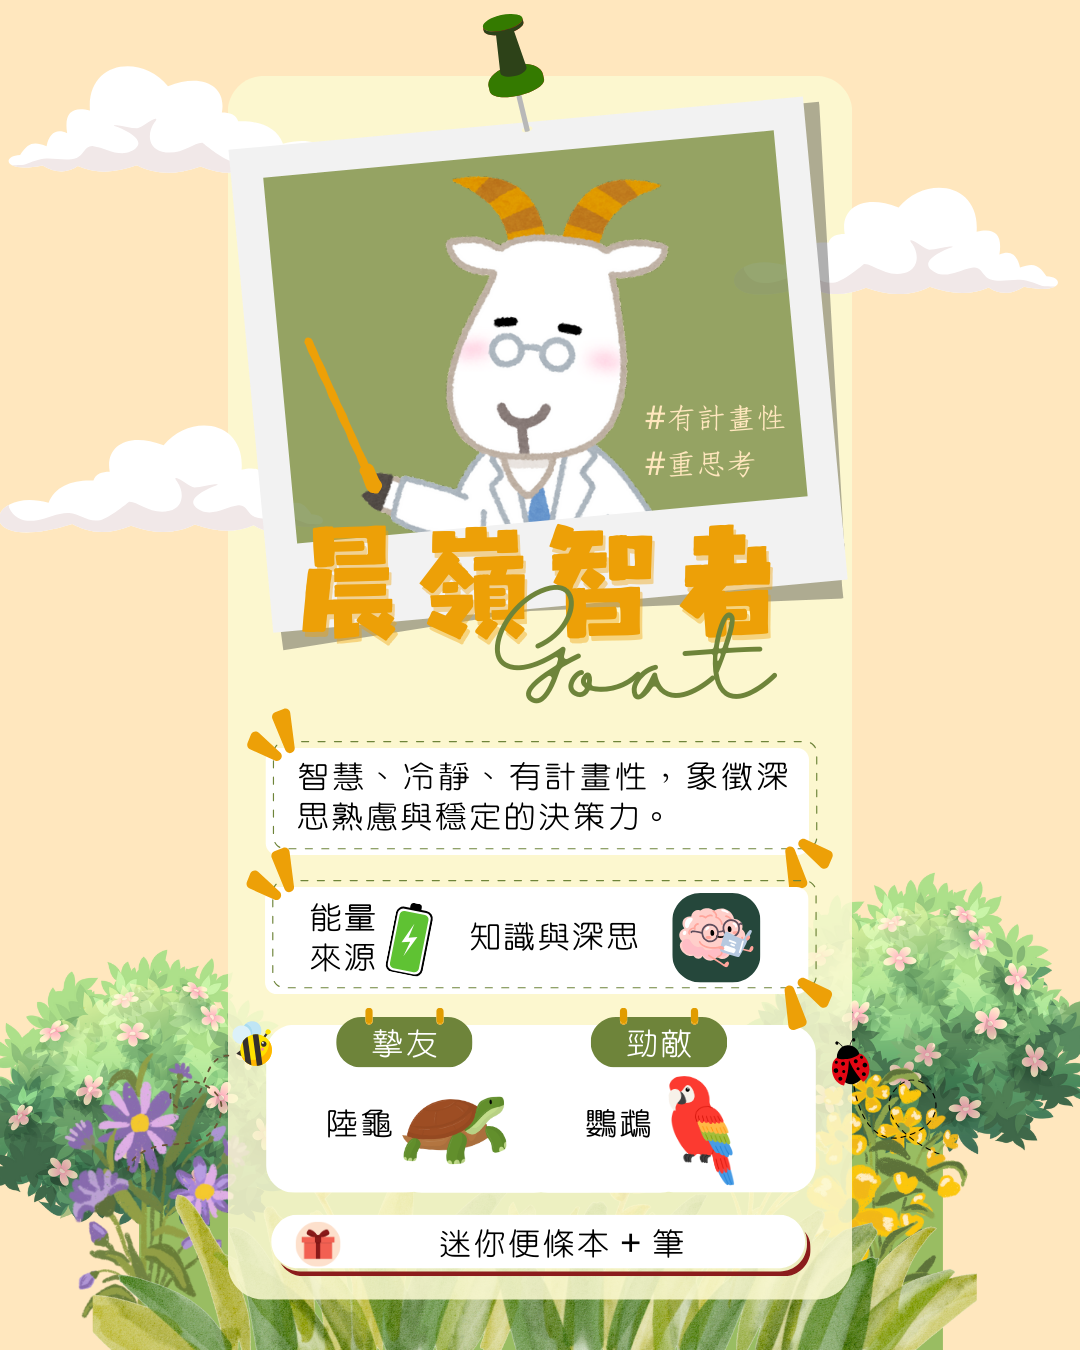 #有計畫性
#重思考
晨嶺智者
Goat
智慧、冷靜、有計畫性，象徵深
思熟慮與穩定的決策力。
能量
來源
知識與深思
摯友
勁敵
陸龜
鸚鵡
迷你便條本 + 筆